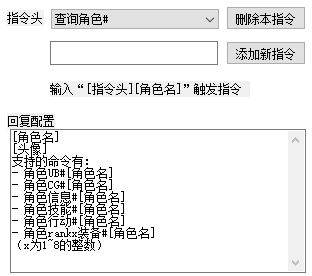 指令头 查询角色# 删除本指令
添加新指令
输入“[指令头][角色名]”触发指令
回复配置
[角色名]
[头像]
支持的命令有：
- 角色UB#[角色名]
- 角色CG#[角色名]
- 角色信息#[角色名]
- 角色技能#[角色名]
- 角色行动#[角色名]
- 角色rankx装备#[角色名]
（x为1~8的整数）